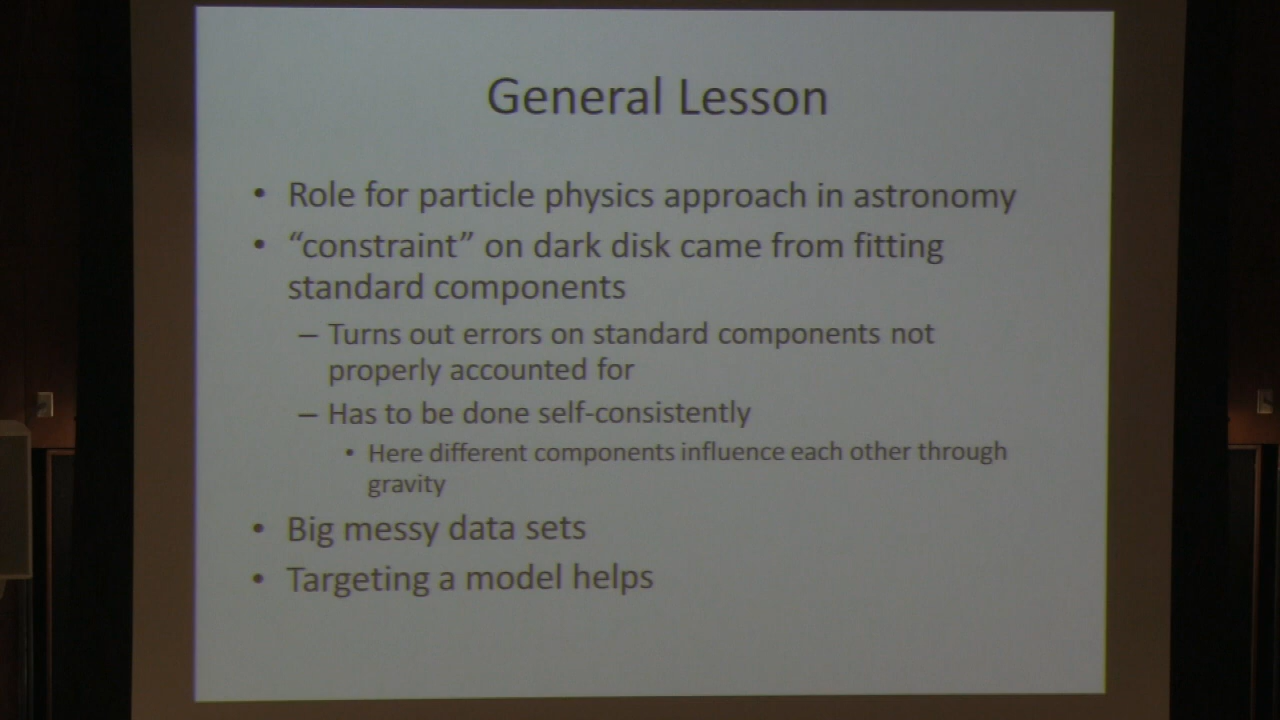 General Lesson
• Role for particle physics approach in astronomy
• “constraint” on dark disk came from fitting
standard components
– Turns out errors on standard components not
properly accounted for
– Has to be done self-consistently
• Here different components influence each other through
gravity
• Big messy data sets
• Targeting a model helps